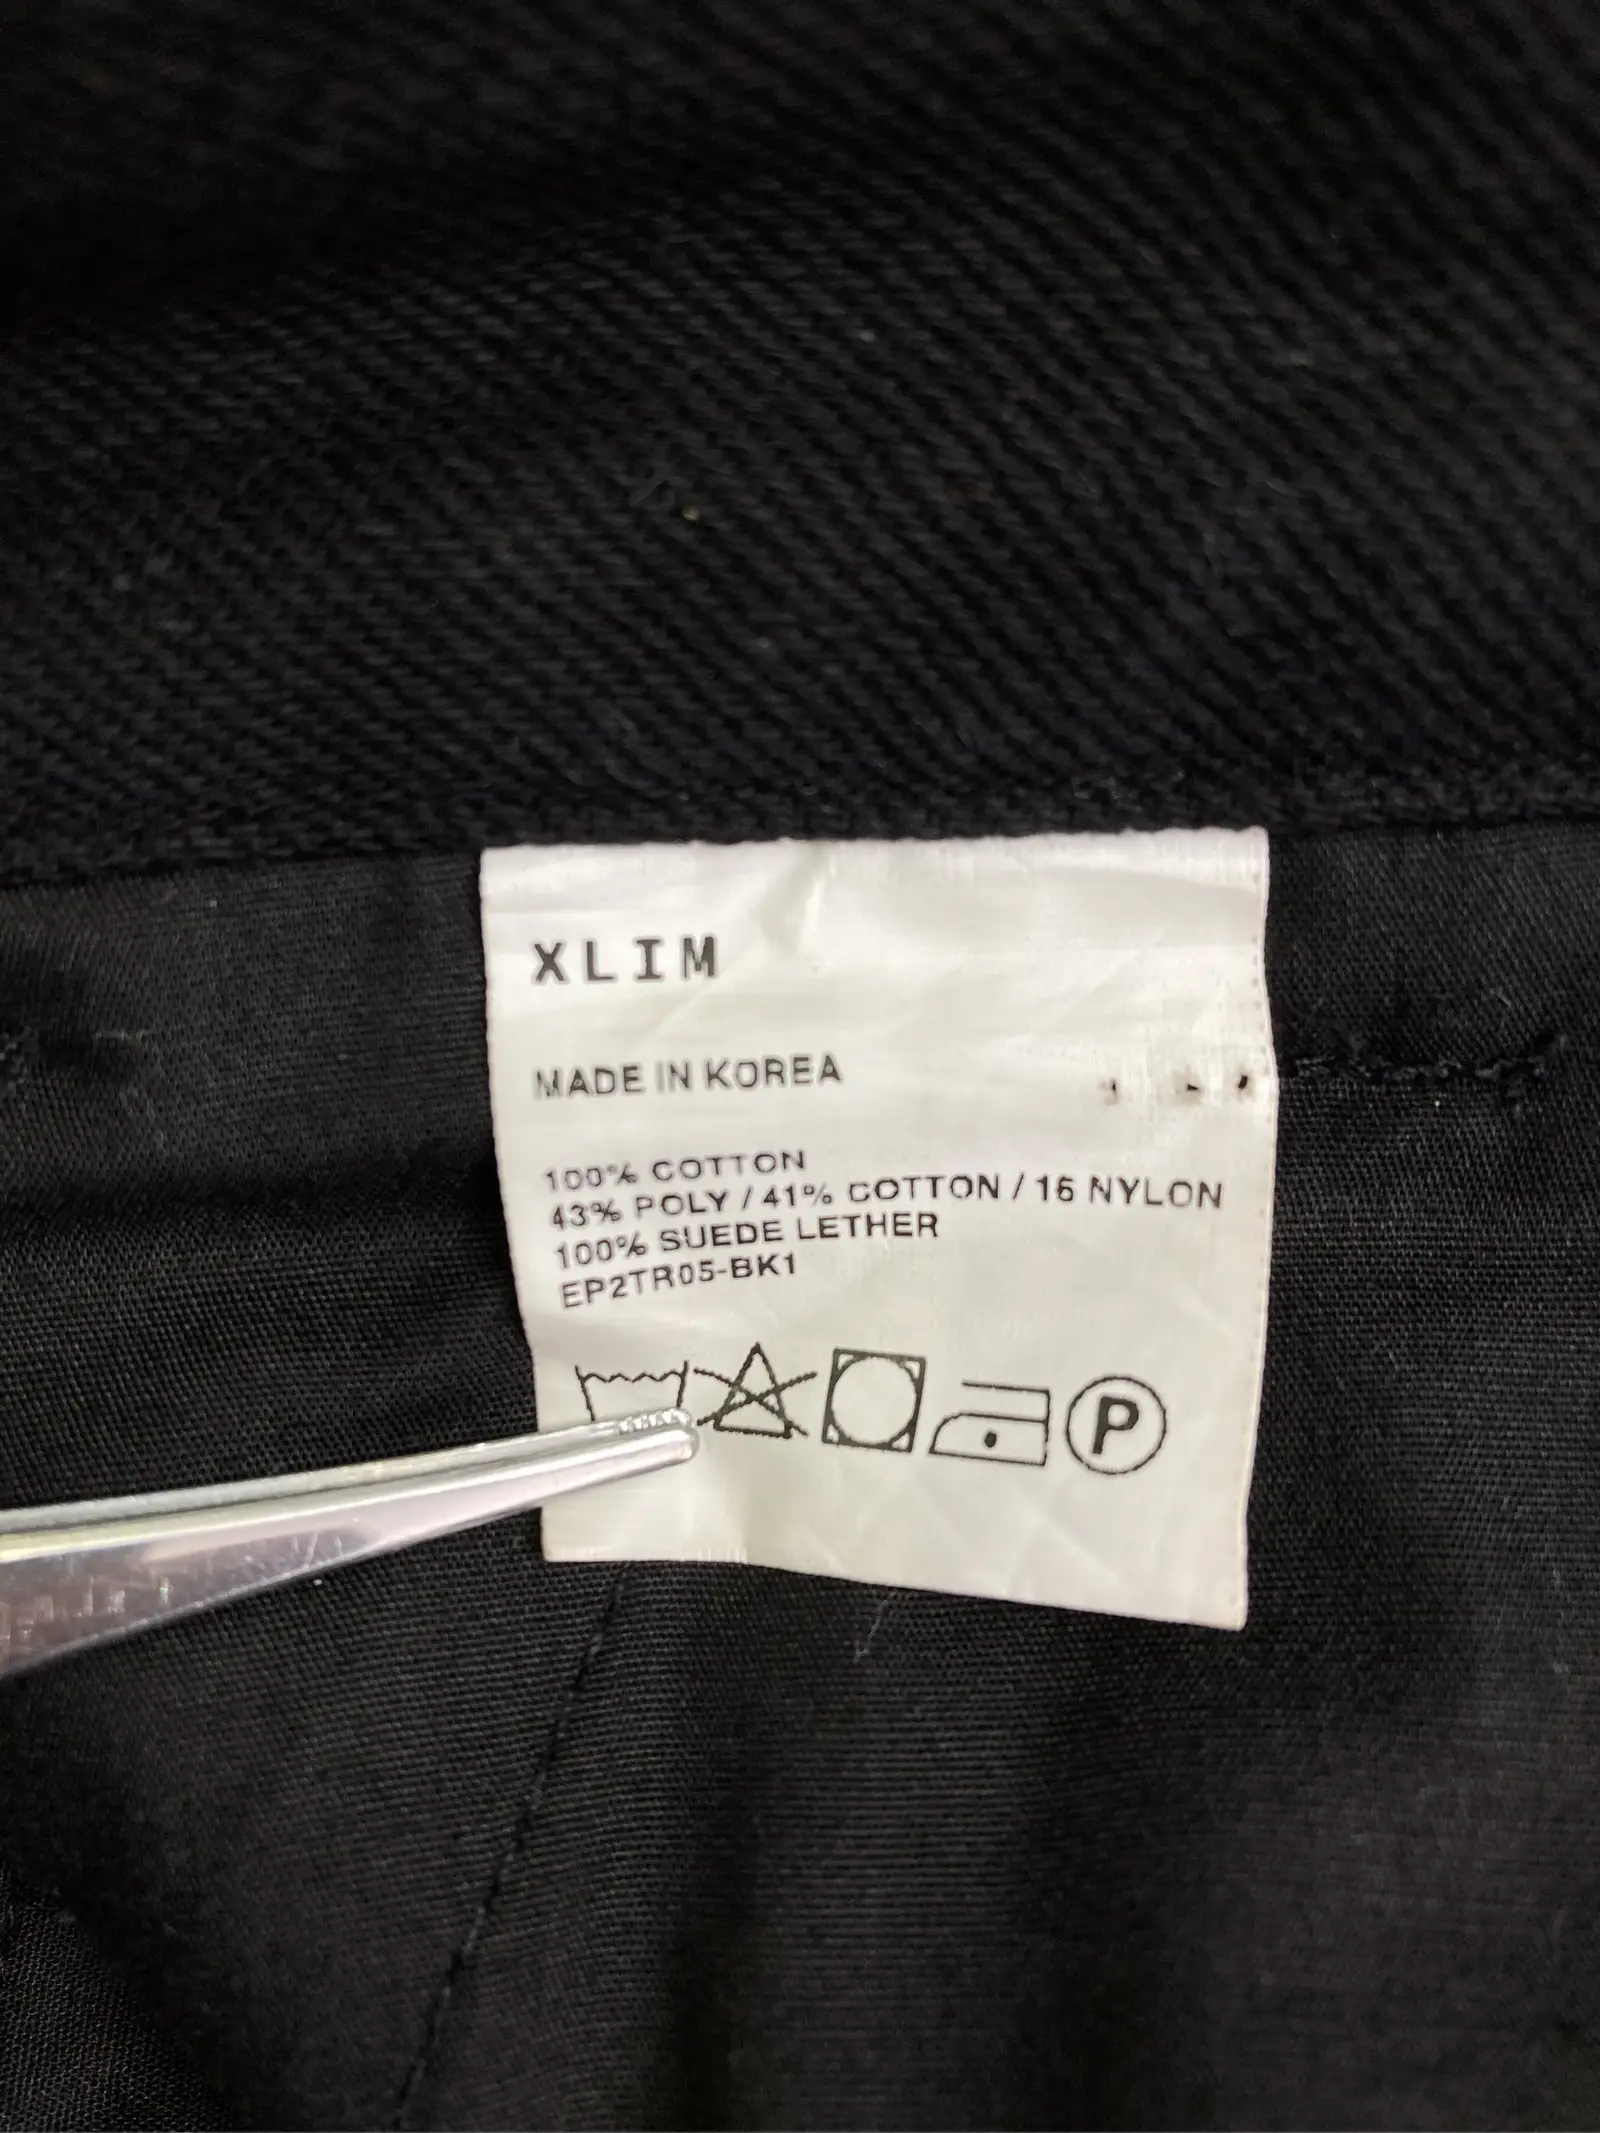 XLIM
MADE IN KOREA
100% COTTON
43% POLY / 41% COTTON / 16 NYLON
100% SUEDE LETHER
EP2TR05-BK1
P